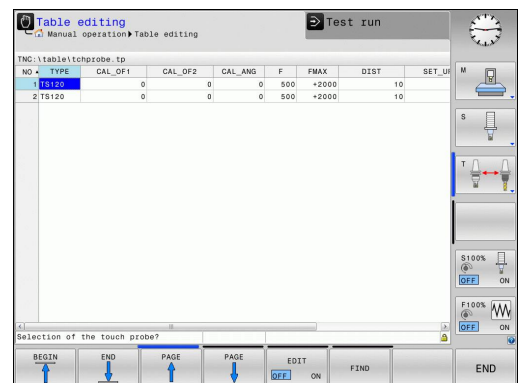 Table editing
Manual operation Table editing
Test run
TNC:\table\tchprobe.tp
NO TYPE CAL_OF1 CAL_OF2 CAL_ANG F FMAX DIST SET_UP
1 TS120 0 0 0 500 +2000 10
2 TS120 0 0 0 500 +2000 10
Selection of the touch probe?
M
S
T
S100%
OFF ON
F100%
OFF ON
BEGIN
END
PAGE
PAGE
EDIT
OFF ON
FIND
END